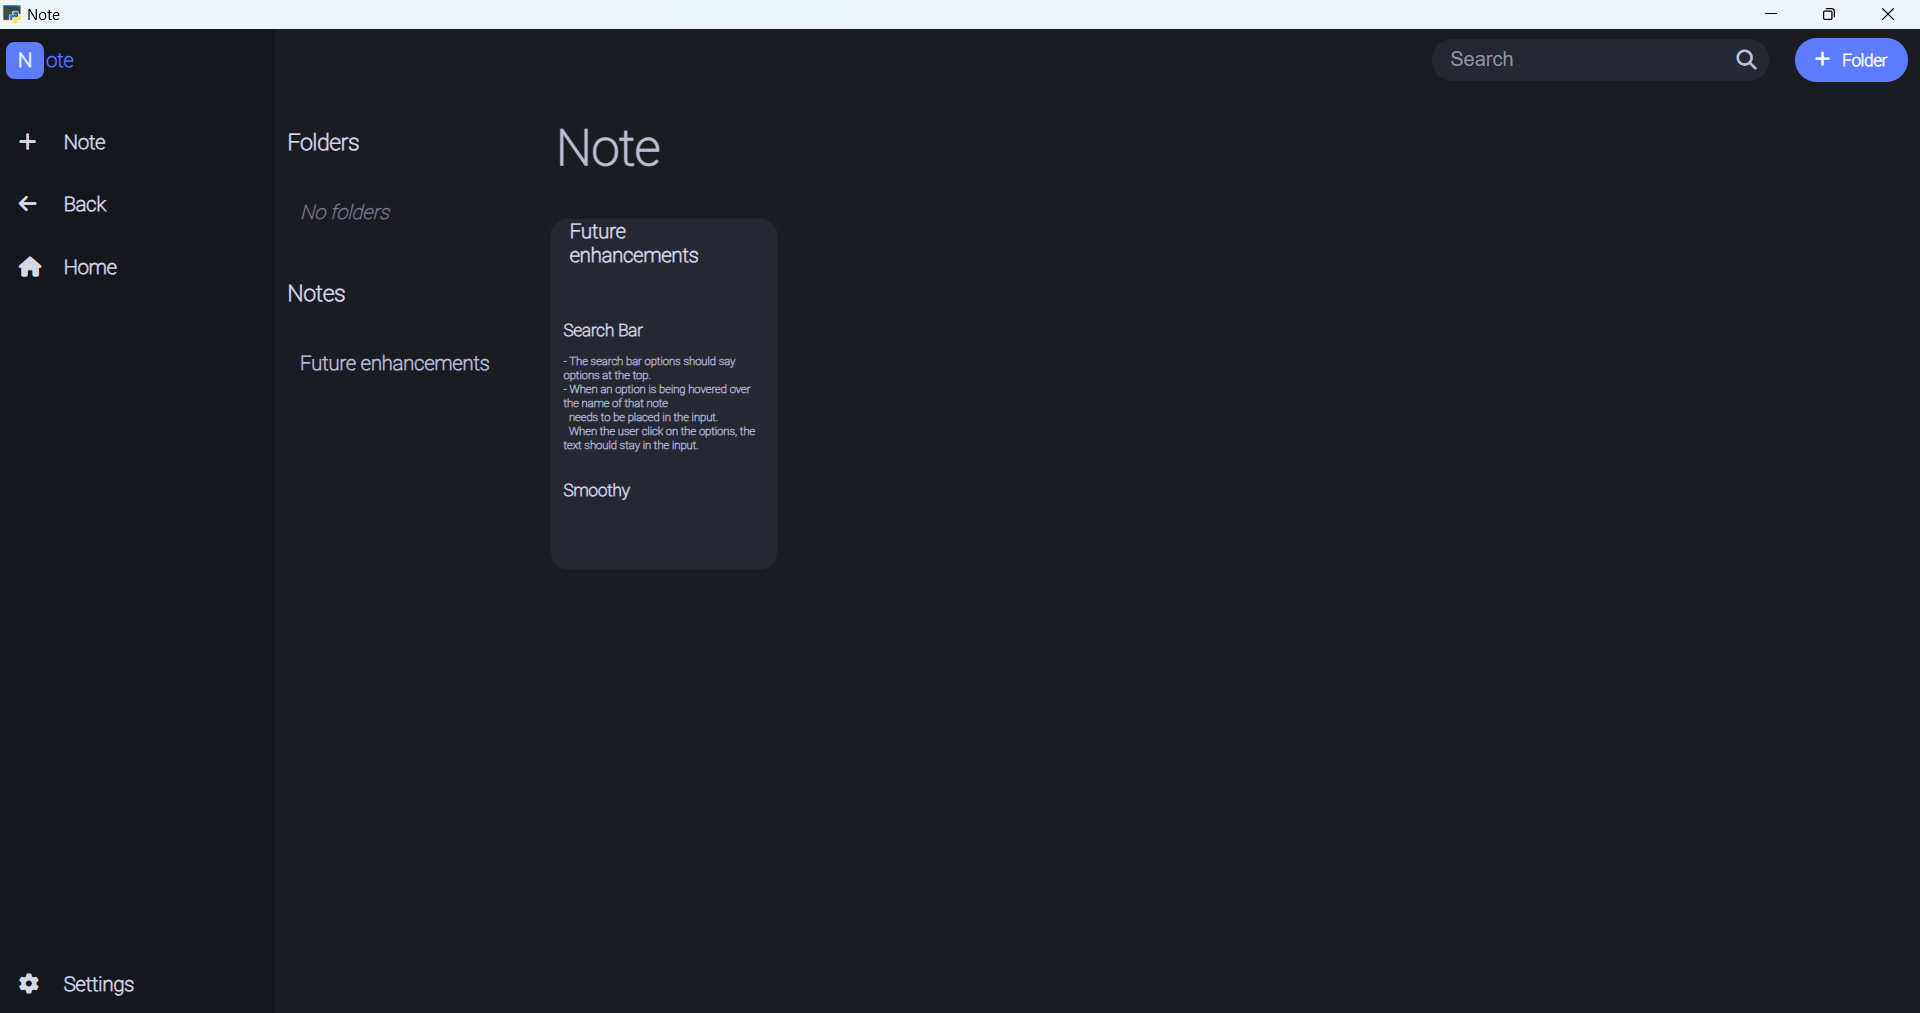 Note
Note
Search
+ Folder
Note
Back
Home
Folders
No folders
Notes
Future enhancements
Note
Future
enhancements
Search Bar
- The search bar options should say
options at the top.
- When an option is being hovered over
the name of that note
needs to be placed in the input.
When the user click on the options, the
text should stay in the input.
Smoothy
Settings